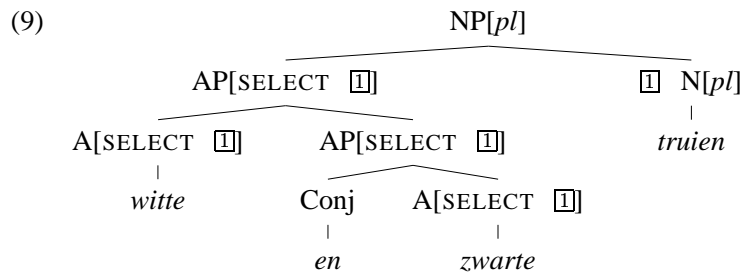 (9) NP[pl]
AP[SELECT 1] 1 N[pl]
A[SELECT 1] AP[SELECT 1] truien
witte Conj A[SELECT 1]
en zwarte